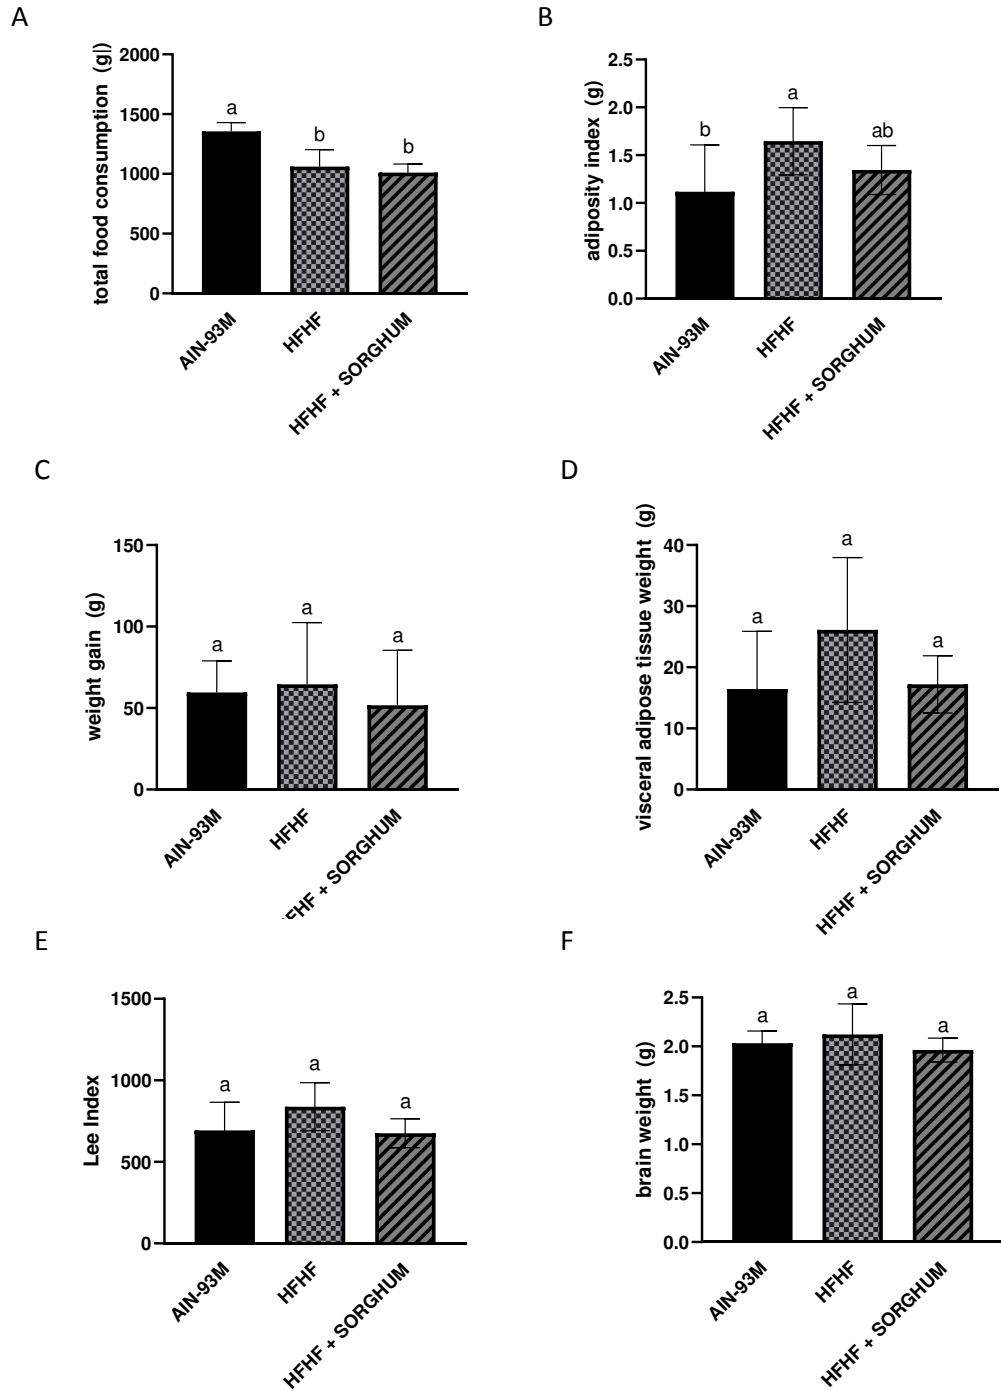 A
total food consumption (g|)
2000
1500
1000
500
0
a
b
b
AIN-93M
HFHF
HFHF + SORGHUM
B
adiposity index (g)
2.5
2.0
1.5
1.0
0.5
0.0
b
a
ab
AIN-93M
HFHF
HFHF + SORGHUM
C
weight gain (g)
150
100
50
0
a
a
a
AIN-93M
HFHF
FHF + SORGHUM
D
visceral adipose tissue weight (g)
40
30
20
10
0
a
a
a
AIN-93M
HFHF
HFHF + SORGHUM
E
Lee Index
1500
1000
500
0
a
a
a
AIN-93M
HFHF
HFHF + SORGHUM
F
brain weight (g)
2.5
2.0
1.5
1.0
0.5
0.0
a
a
a
AIN-93M
HFHF
HFHF + SORGHUM